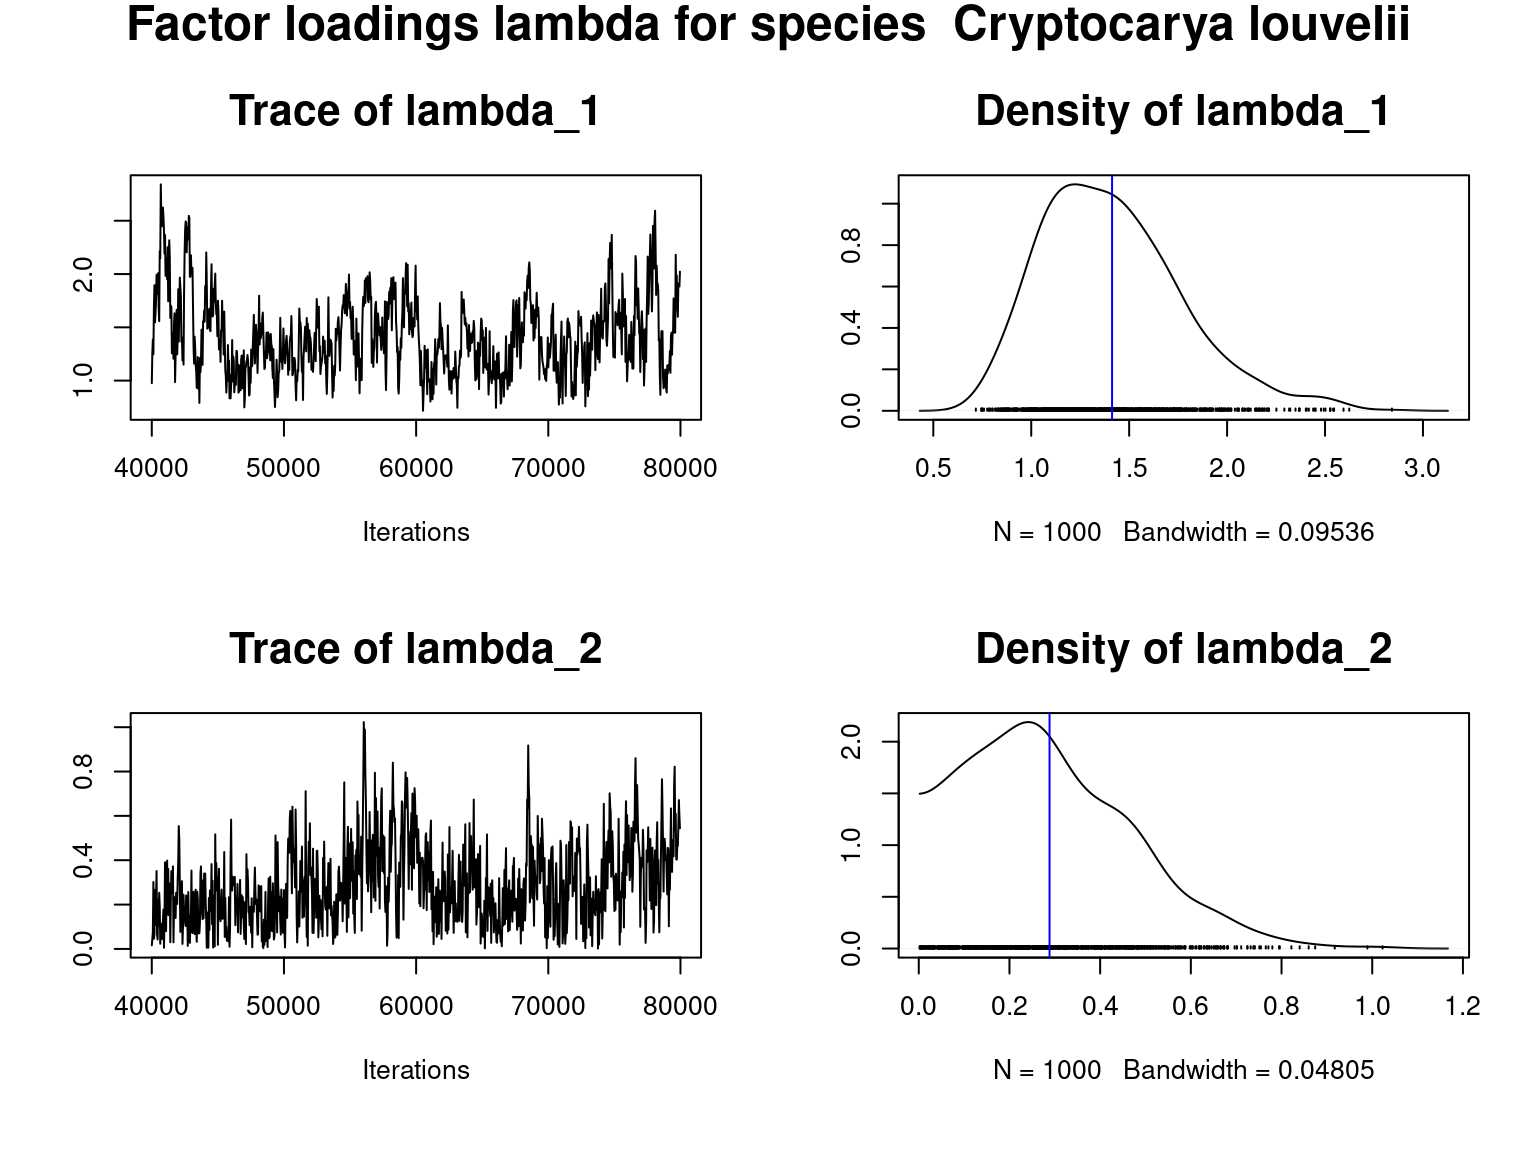 Factor loadings lambda for species  Cryptocarya louvelii
Trace of lambda_1
2.0
1.0
40000 50000 60000 70000 80000
Iterations
Density of lambda_1
0.8
0.4
0.0
0.5 1.0 1.5 2.0 2.5 3.0
N = 1000   Bandwidth = 0.09536
Trace of lambda_2
0.8
0.4
0.0
40000 50000 60000 70000 80000
Iterations
Density of lambda_2
2.0
1.0
0.0
0.0 0.2 0.4 0.6 0.8 1.0 1.2
N = 1000   Bandwidth = 0.04805